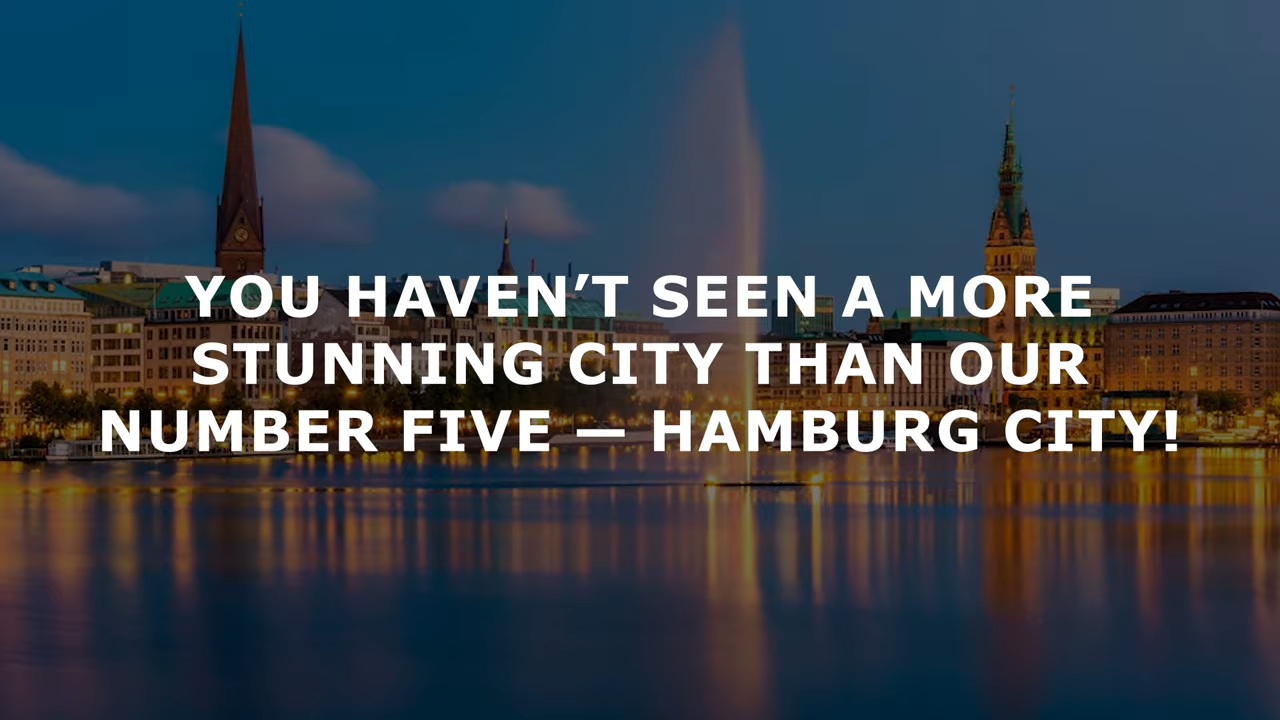 YOU HAVEN’T SEEN A MORE
STUNNING CITY THAN OUR
NUMBER FIVE — HAMBURG CITY!